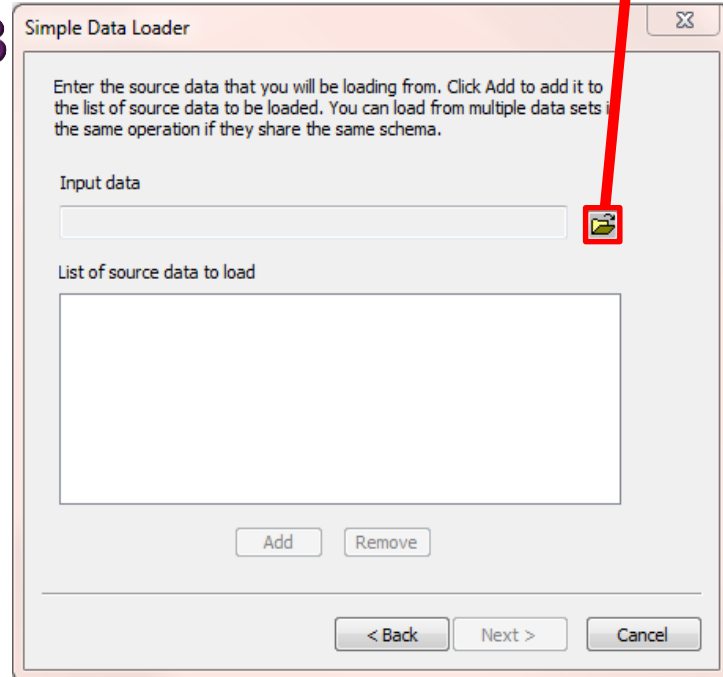 Simple Data Loader
Enter the source data that you will be loading from. Click Add to add it to
the list of source data to be loaded. You can load from multiple data sets
the same operation if they share the same schema.
Input data
List of source data to load
Add Remove
< Back Next > Cancel